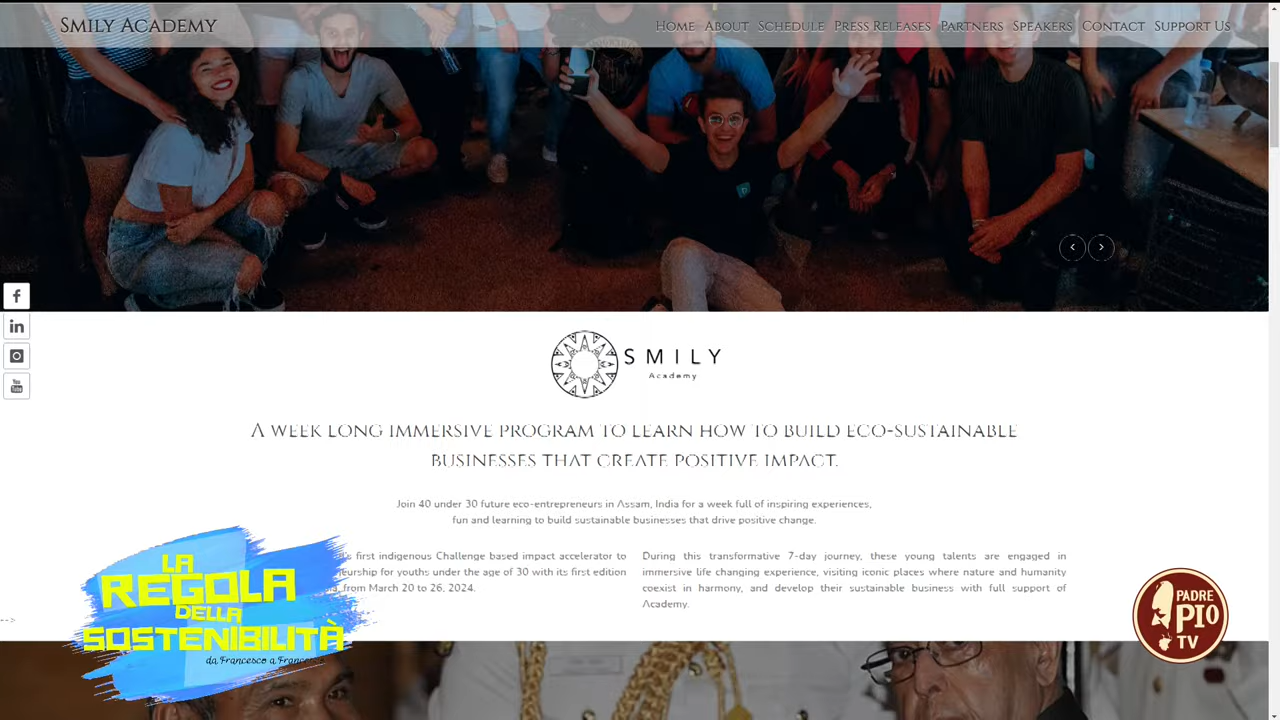 Smily Academy
Home About Schedule Press Releases Partners Speakers Contact Support Us
SMILY
Academy
A week long immersive program to learn how to build eco-sustainable
businesses that create positive impact.
Join 40 under 30 future eco-entrepreneurs in Assam, India for a week full of inspiring experiences,
fun and learning to build sustainable businesses that drive positive change.
first indigenous Challenge based impact accelerator to
for youths under the age of 30 with its first edition
from March 20 to 26, 2024.
During this transformative 7-day journey, these young talents are engaged in
immersive life changing experience, visiting iconic places where nature and humanity
coexist in harmony, and develop their sustainable business with full support of
Academy.
-->
LA
REGOLA
DELLA
SOSTENIBILITÀ
da Francesco a Francesco
PADRE
PIO
TV